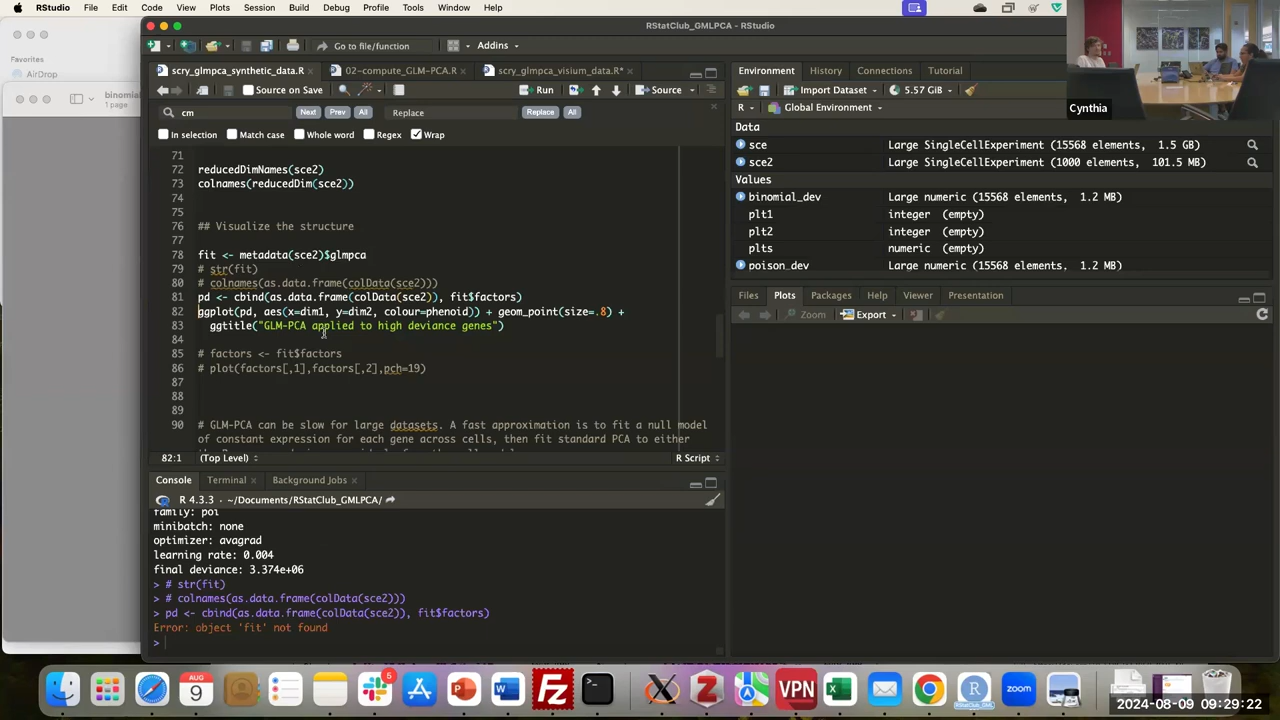 RStudio File Edit Code View Plots Session Build Debug Profile Tools Window Help
RStatClub_GMLPCA - RStudio
Favorites
AirDrop
binomial
1 page
Go to file/function
Addins
scry_glmpca_synthetic_data.R
02-compute_GLM-PCA.R
scry_glmpca_visium_data.R*
Source on Save
Run
Source
cm
Next
Prev
All
Replace
Replace
All
In selection
Match case
Whole word
Regex
Wrap
71
72 reducedDimNames(sce2)
73 colnames(reducedDim(sce2))
74
75
76 ## Visualize the structure
77
78 fit <- metadata(sce2)$glmpca
79 # str(fit)
80 # colnames(as.data.frame(colData(sce2)))
81 pd <- cbind(as.data.frame(colData(sce2)), fit$factors)
82 ggplot(pd, aes(x=dim1, y=dim2, colour=phenoid)) + geom_point(size=.8) +
83 ggtitle("GLM-PCA applied to high deviance genes")
85 # factors <- fit$factors
86 # plot(factors[,1],factors[,2],pch=19)
87
88
89
90 # GLM-PCA can be slow for large datasets. A fast approximation is to fit a null model
of constant expression for each gene across cells, then fit standard PCA to either
82:1
(Top Level)
R Script
Console
Terminal
Background Jobs
R 4.3.3 · ~/Documents/RStatClub_GMLPCA/
family: poi
minibatch: none
optimizer: avagrad
learning rate: 0.004
final deviance: 3.374e+06
> # str(fit)
> # colnames(as.data.frame(colData(sce2)))
> pd <- cbind(as.data.frame(colData(sce2)), fit$factors)
Error: object 'fit' not found
>
Environment
History
Connections
Tutorial
Import Dataset
5.57 GiB
R
Global Environment
Data
sce Large SingleCellExperiment (15568 elements, 1.5 GB)
sce2 Large SingleCellExperiment (1000 elements, 101.5 MB)
Values
binomial_dev Large numeric (15568 elements, 1.2 MB)
plt1 integer (empty)
plt2 integer (empty)
plts numeric (empty)
poison_dev Large numeric (15568 elements, 1.2 MB)
Files
Plots
Packages
Help
Viewer
Presentation
Zoom
Export
Cynthia
AUG
9
5
VPN
zoom
2024-08-09 09:29:22